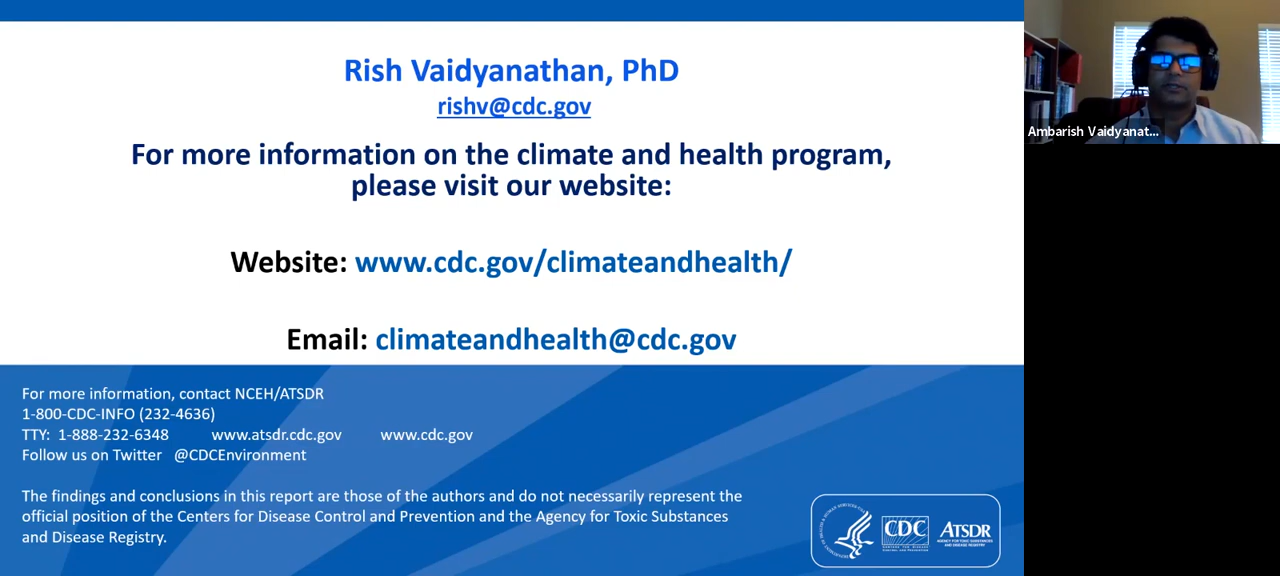 Rish Vaidyanathan, PhD
rishv@cdc.gov
For more information on the climate and health program,
please visit our website:
Website: www.cdc.gov/climateandhealth/
Email: climateandhealth@cdc.gov
For more information, contact NCEH/ATSDR
1-800-CDC-INFO (232-4636)
TTY: 1-888-232-6348 www.atsdr.cdc.gov www.cdc.gov
Follow us on Twitter @CDCEnvironment
The findings and conclusions in this report are those of the authors and do not necessarily represent the
official position of the Centers for Disease Control and Prevention and the Agency for Toxic Substances
and Disease Registry.
CDC
ATSDR
Ambarish Vaidyanat...